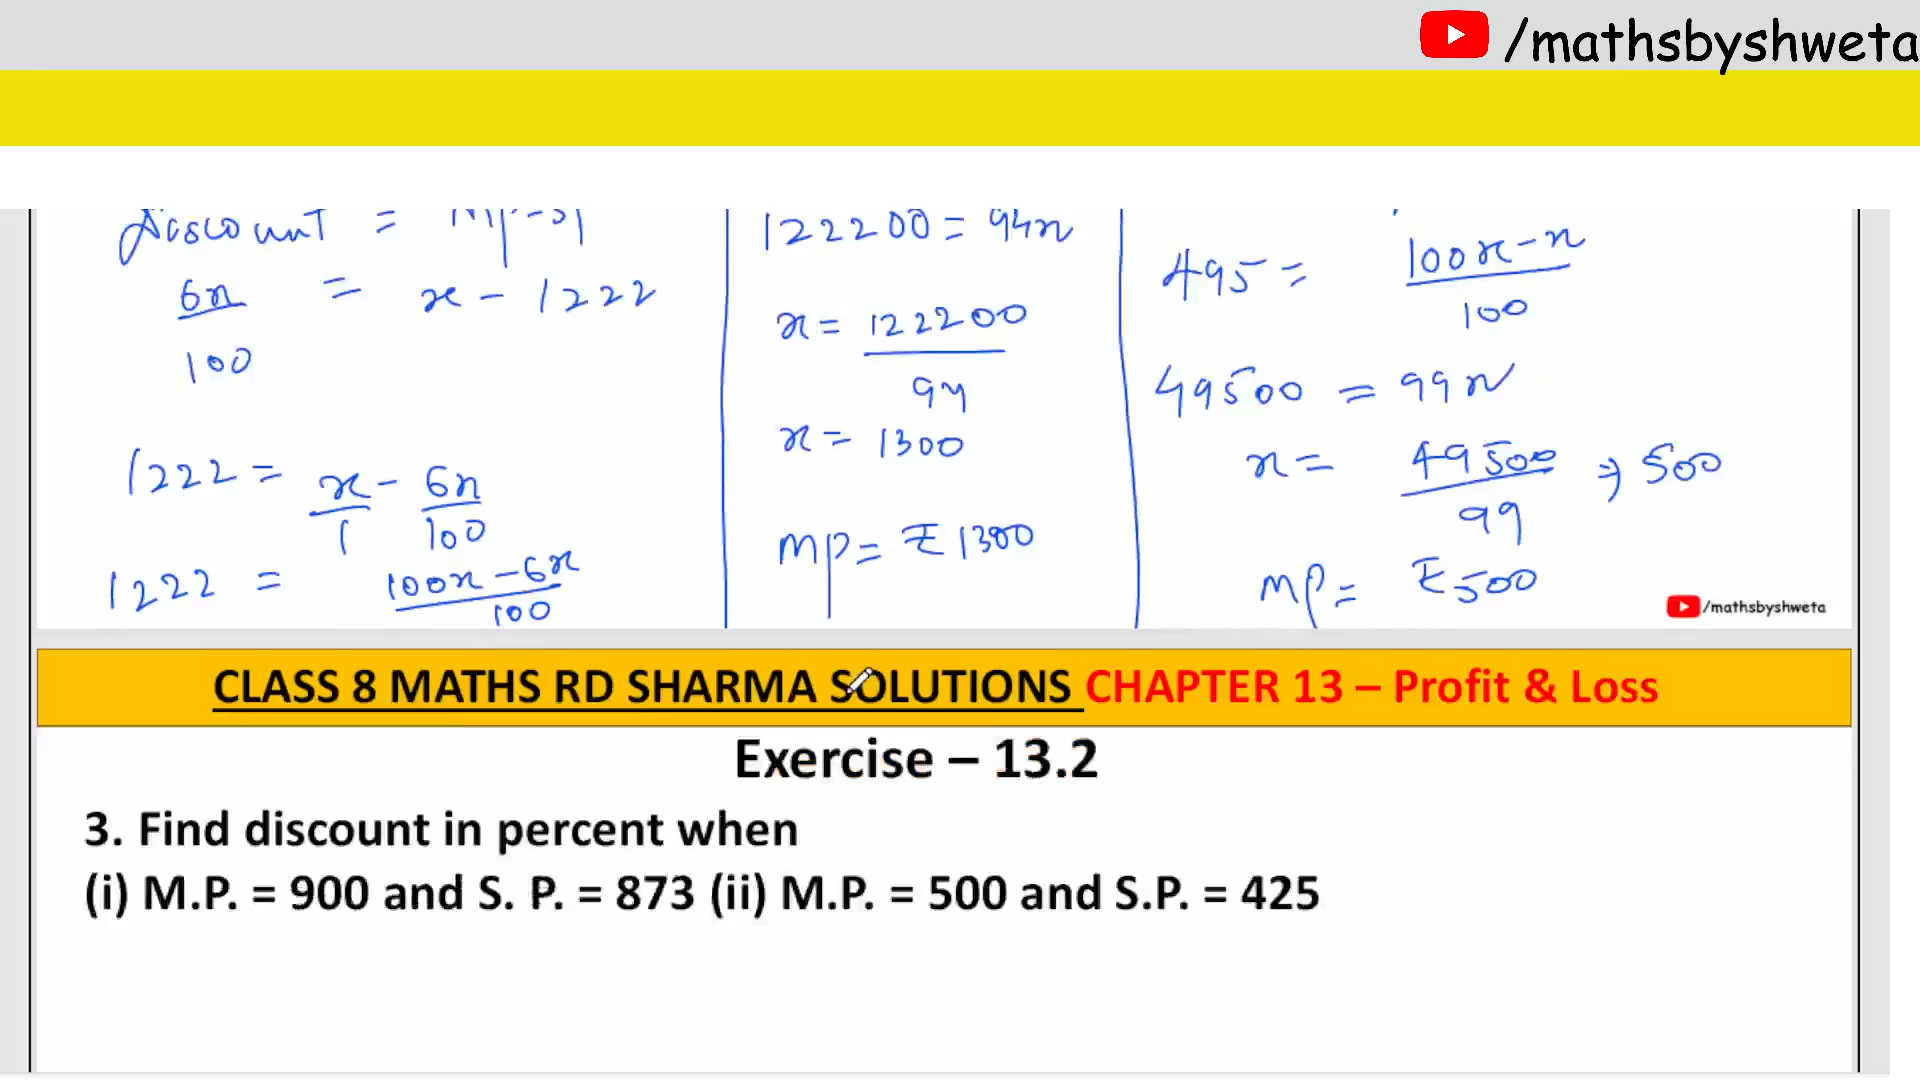 /mathsbyshweta
Discount = MP-SP
6x/100 = x - 1222
1222 = x/1 - 6x/100
1222 = 100x - 6x/100
122200 = 94x
x = 122200/94
x = 1300
MP = ₹1300
495 = 100x - x/100
49500 = 99x
x = 49500/99 ⇒ 500
MP = ₹500
/mathsbyshweta
CLASS 8 MATHS RD SHARMA SOLUTIONS CHAPTER 13 – Profit & Loss
Exercise – 13.2
3. Find discount in percent when
(i) M.P. = 900 and S. P. = 873 (ii) M.P. = 500 and S.P. = 425